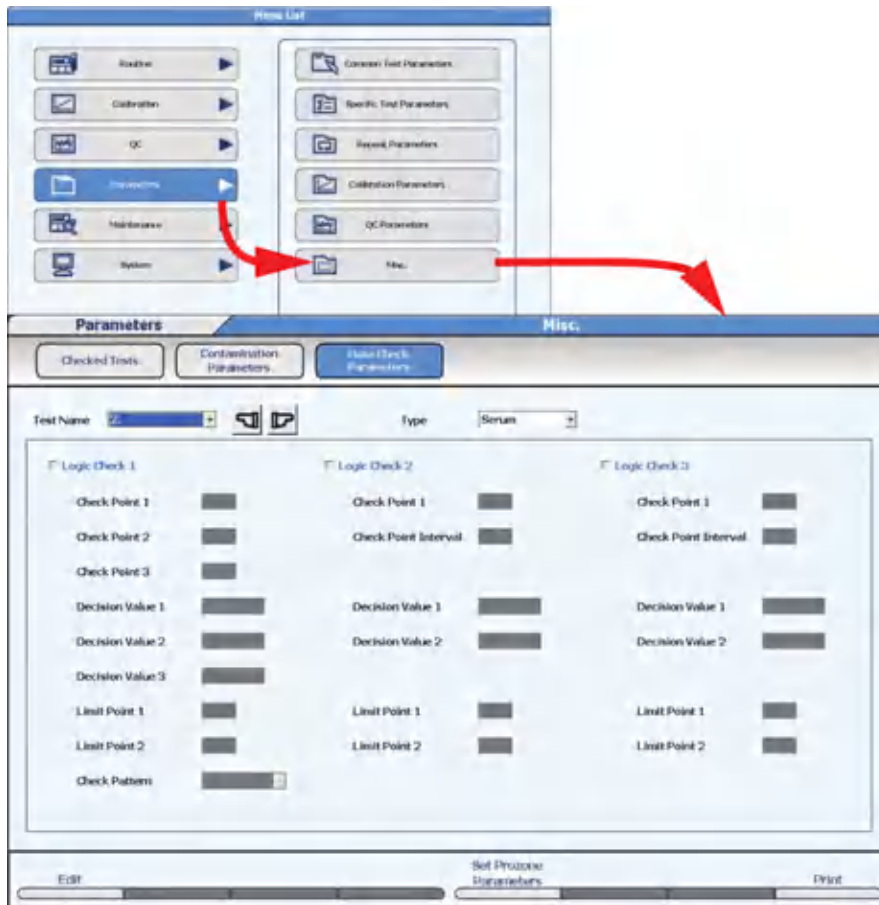 Menu List
Routine
Common Test Parameters
Calibration
Specific Test Parameters
QC
Repeat Parameters
Parameters
Calibration Parameters
Maintenance
QC Parameters
System
Misc.
Parameters
Misc.
Checked Tests
Contamination
Parameters
Data Check
Parameters
Test Name
Type
Serum
Logic Check 1
Logic Check 2
Logic Check 3
Check Point 1
Check Point 1
Check Point 1
Check Point 2
Check Point Interval
Check Point Interval
Check Point 3
Decision Value 1
Decision Value 1
Decision Value 1
Decision Value 2
Decision Value 2
Decision Value 2
Decision Value 3
Limit Point 1
Limit Point 1
Limit Point 1
Limit Point 2
Limit Point 2
Limit Point 2
Check Pattern
Edit
Set Prozone
Parameters
Print